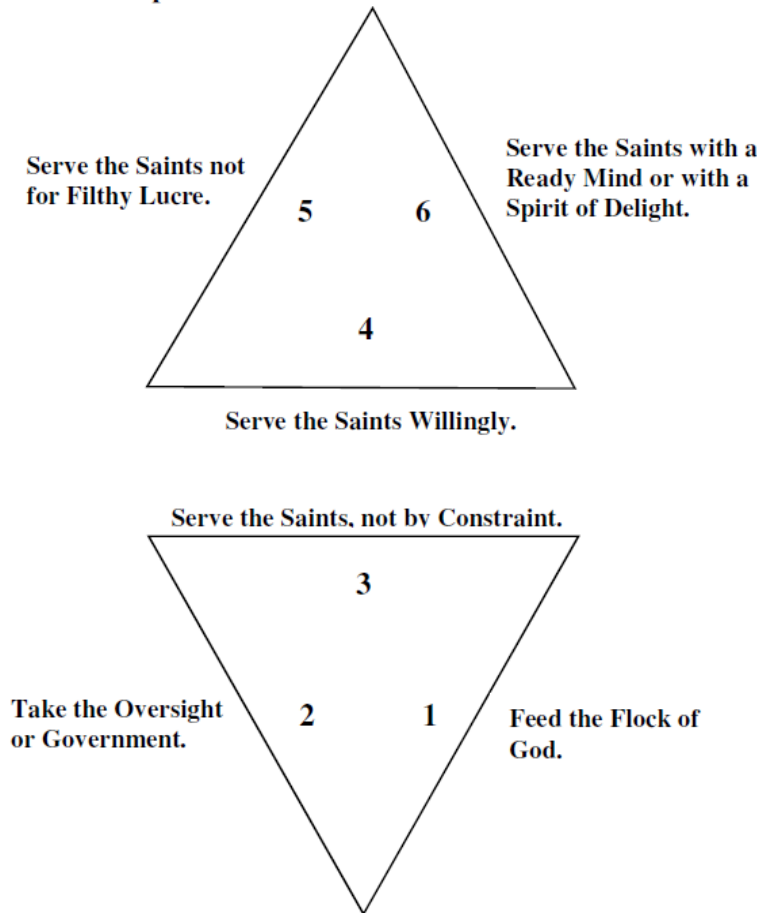 Serve the Saints not
for Filthy Lucre.
Serve the Saints with a
Ready Mind or with a
Spirit of Delight.
5
6
4
Serve the Saints Willingly.
Serve the Saints, not by Constraint.
3
Take the Oversight
or Government.
2
1
Feed the Flock of
God.